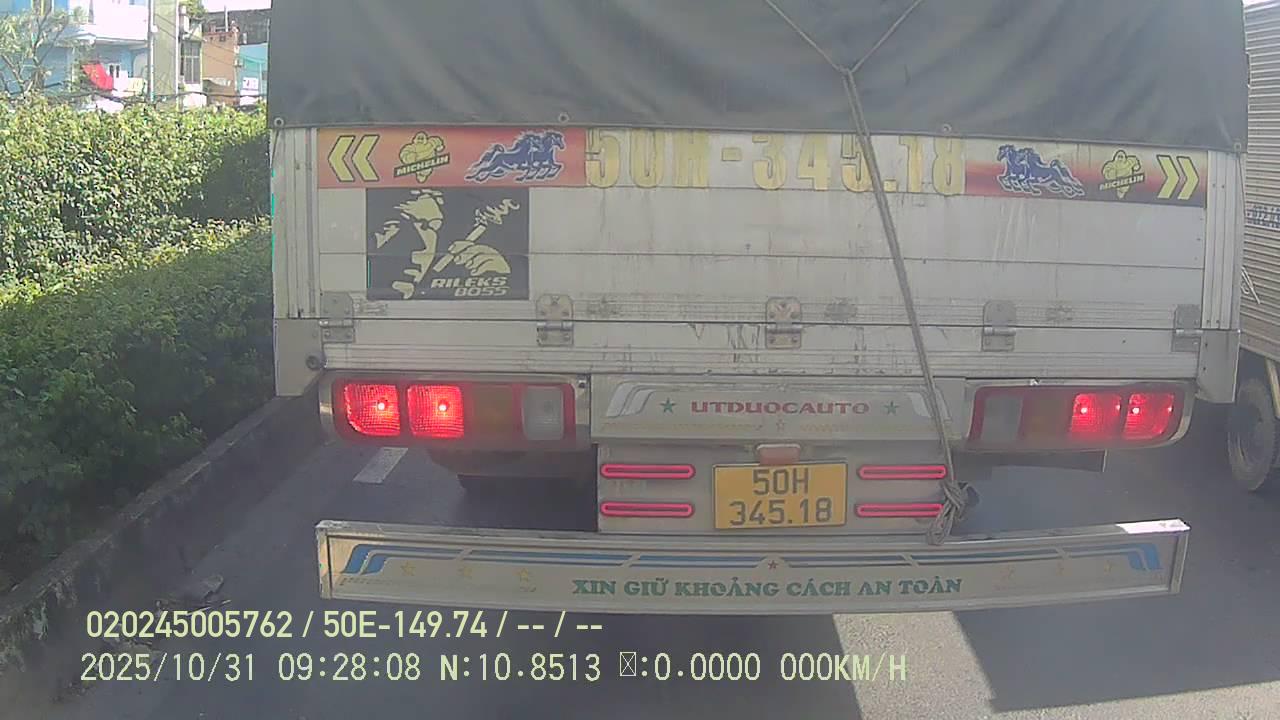 MICHELIN
50H-345.18
MICHELIN
RILEKS
BOSS
UTDUOCAUTO
50H
345.18
XIN GIỮ KHOẢNG CÁCH AN TOÀN
020245005762 / 50E-149.74 / -- / --
2025/10/31 09:28:08 N:10.8513 :0.0000 000KM/H